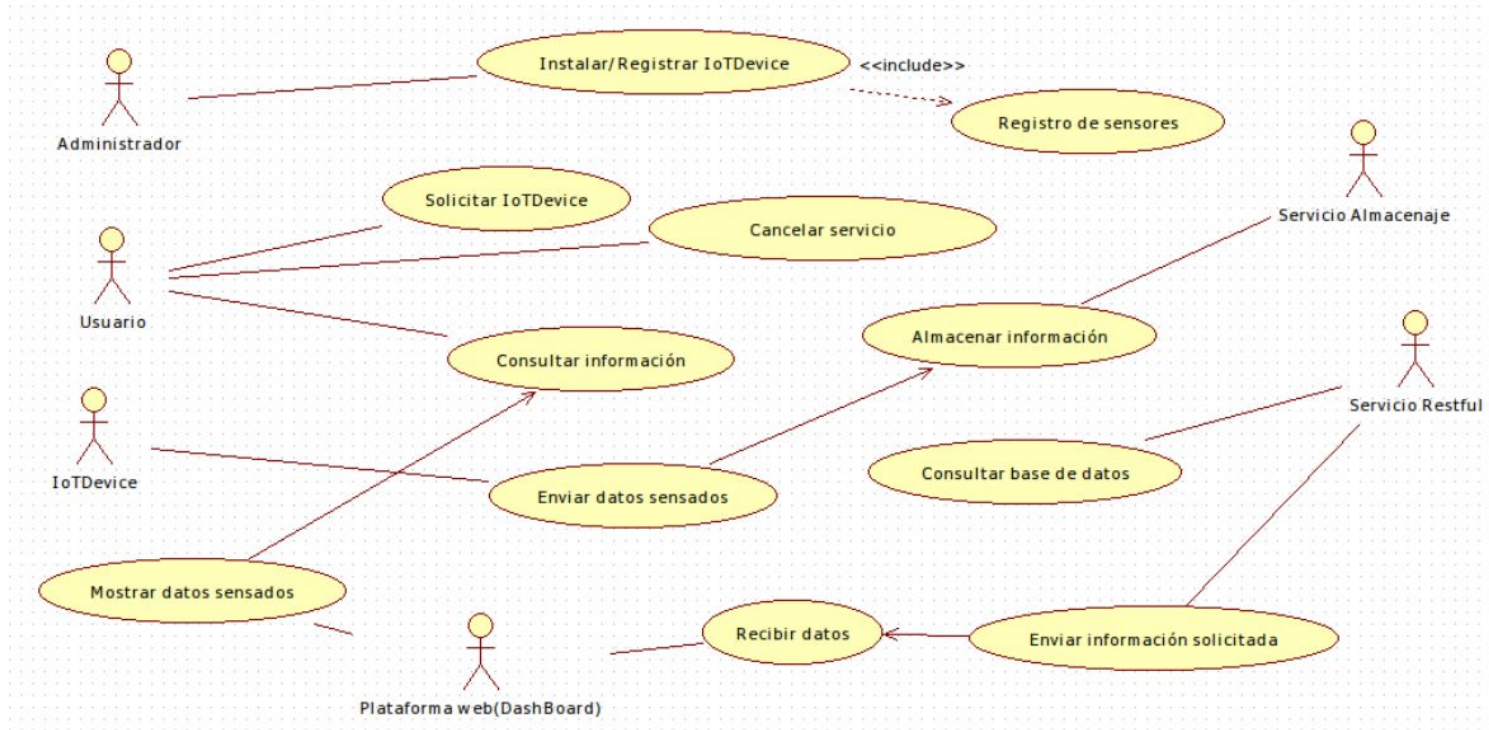 Instalar/Registrar IoTDevice
<<include>>
Registro de sensores
Administrador
Solicitar IoTDevice
Cancelar servicio
Servicio Almacenaje
Usuario
Consultar información
Almacenar información
Servicio Restful
IoTDevice
Enviar datos sensados
Consultar base de datos
Mostrar datos sensados
Recibir datos
Enviar información solicitada
Plataforma web(DashBoard)